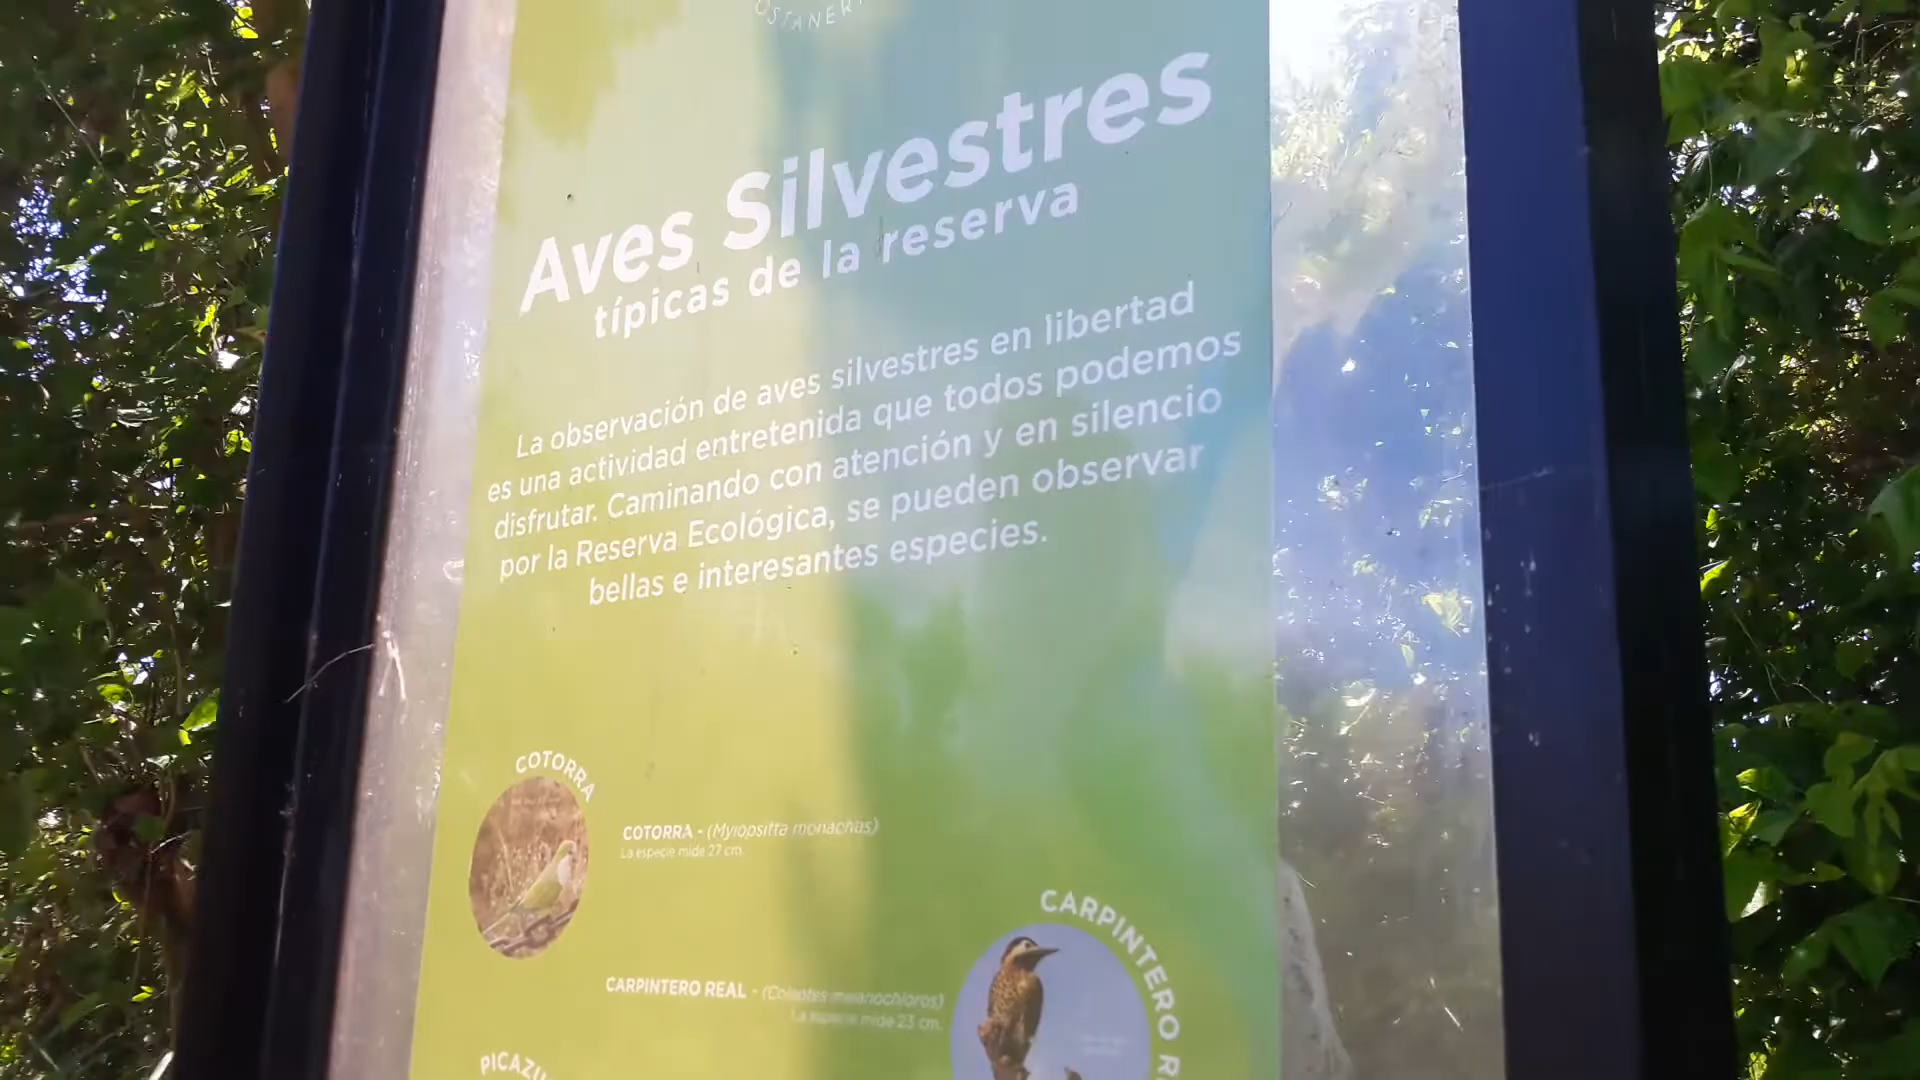 Aves Silvestres
típicas de la reserva
La observación de aves silvestres en libertad
es una actividad entretenida que todos podemos
disfrutar. Caminando con atención y en silencio
por la Reserva Ecológica, se pueden observar
bellas e interesantes especies.
COTORRA
COTORRA - (Myiopsitta monachus)
La especie mide 27 cm.
CARPINTERO R
CARPINTERO REAL - (Colaptes melanochloros)
La especie mide 23 cm.
PICAZU